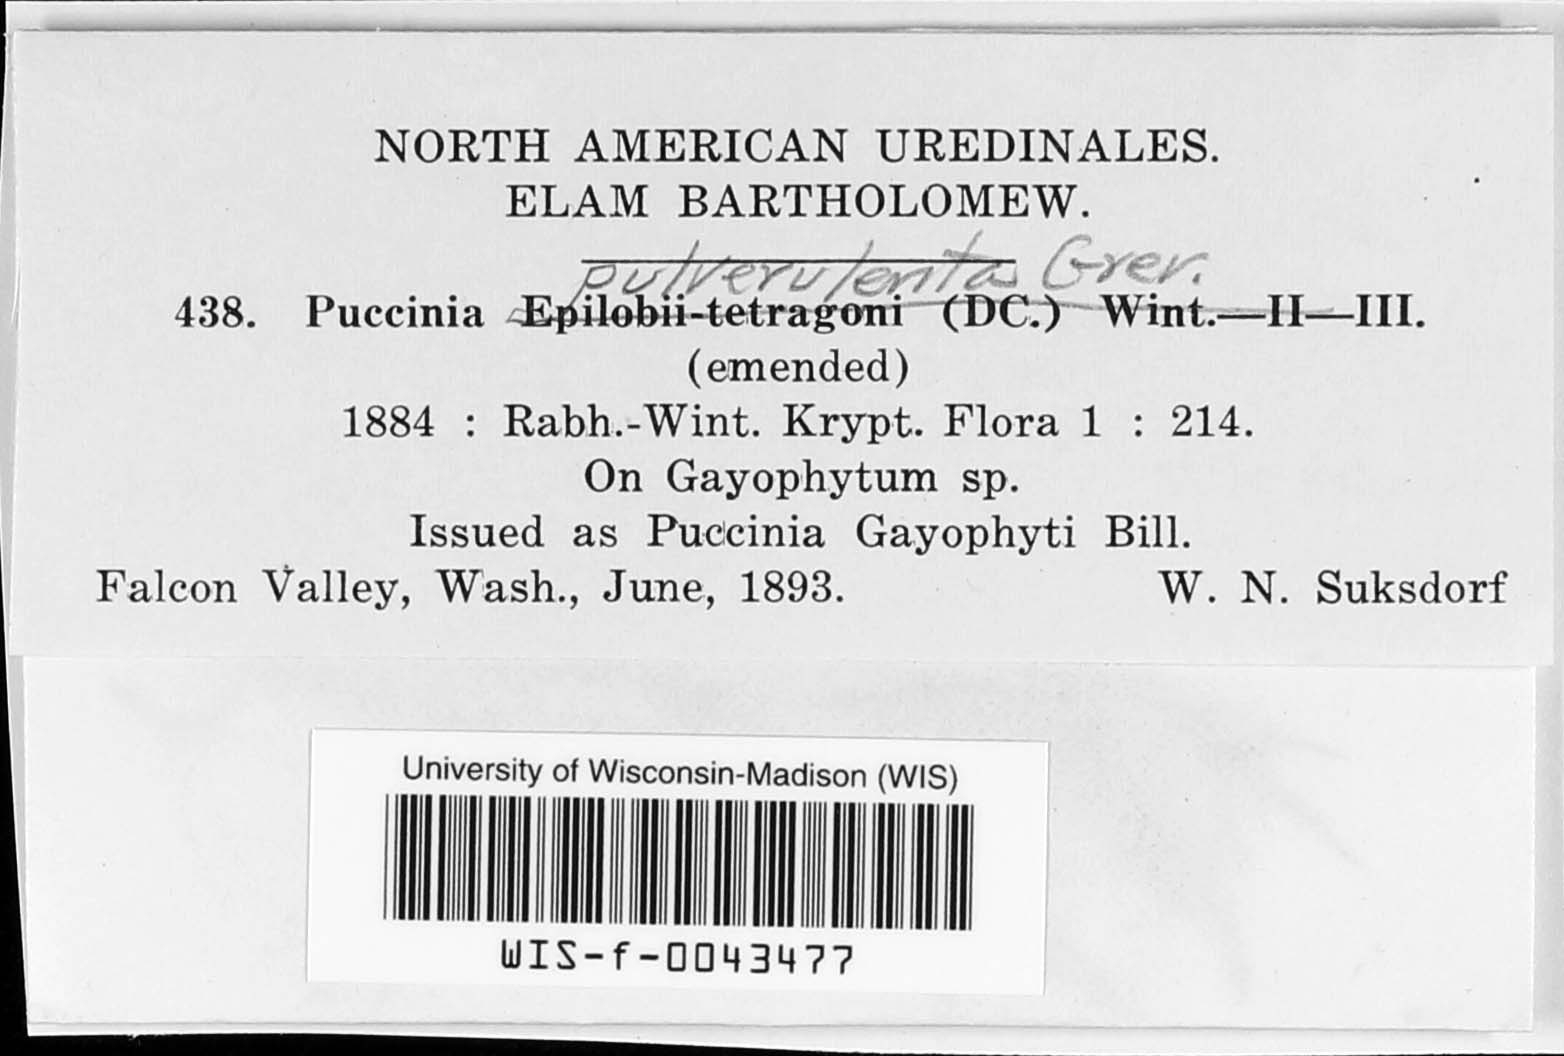 NORTH AMERICAN UREDINALES.
ELAM BARTHOLOMEW.
pulverulenta Grev.
438. Puccinia Epilobii-tetragoni (DC.) Wint.—II—III.
(emended)
1884 : Rabh.-Wint. Krypt. Flora 1 : 214.
On Gayophytum sp.
Issued as Puccinia Gayophyti Bill.
Falcon Valley, Wash., June, 1893. W. N. Suksdorf
University of Wisconsin-Madison (WIS)
WIS-f-0043477